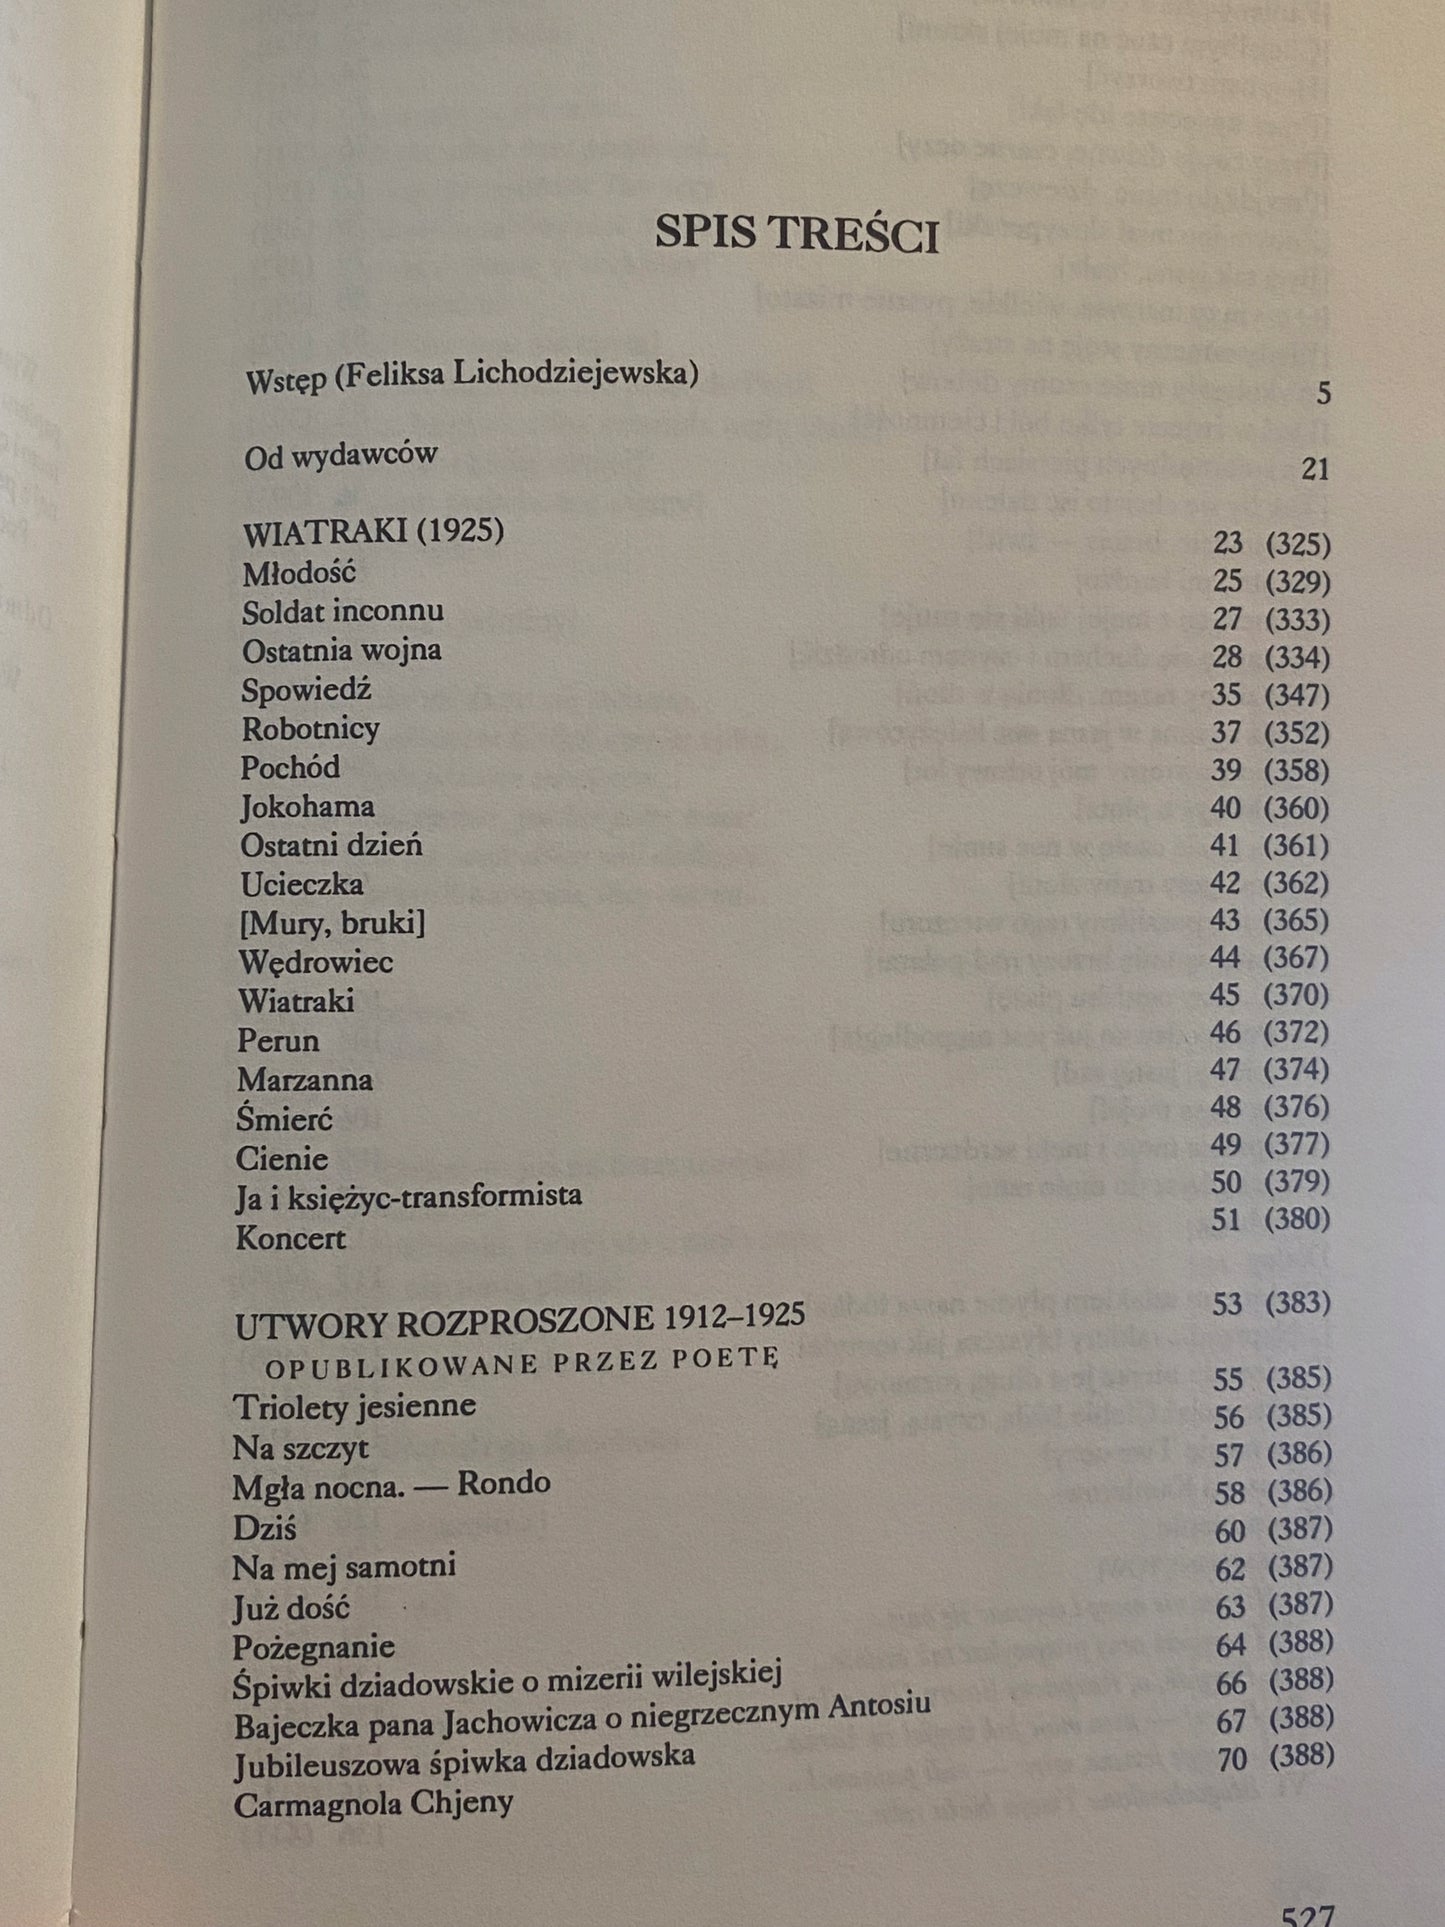 SPIS TREŚCI
Wstęp (Feliksa Lichodziejewska) 5
Od wydawców 21
WIATRAKI (1925) 23 (325)
Młodość 25 (329)
Soldat inconnu 27 (333)
Ostatnia wojna 28 (334)
Spowiedź 35 (347)
Robotnicy 37 (352)
Pochód 39 (358)
Jokohama 40 (360)
Ostatni dzień 41 (361)
Ucieczka 42 (362)
[Mury, bruki] 43 (365)
Wędrowiec 44 (367)
Wiatraki 45 (370)
Perun 46 (372)
Marzanna 47 (374)
Śmierć 48 (376)
Cienie 49 (377)
Ja i księżyc-transformista 50 (379)
Koncert 51 (380)
UTWORY ROZPROSZONE 1912–1925 53 (383)
OPUBLIKOWANE PRZEZ POETĘ
Triolety jesienne 55 (385)
Na szczyt 56 (385)
Mgła nocna. — Rondo 57 (386)
Dziś 58 (386)
Na mej samotni 60 (387)
Już dość 62 (387)
Pożegnanie 63 (387)
Śpiwki dziadowskie o mizerii wilejskiej 64 (388)
Bajeczka pana Jachowicza o niegrzecznym Antosiu 66 (388)
Jubileuszowa śpiwka dziadowska 67 (388)
Carmagnola Chjeny 70 (388)
527